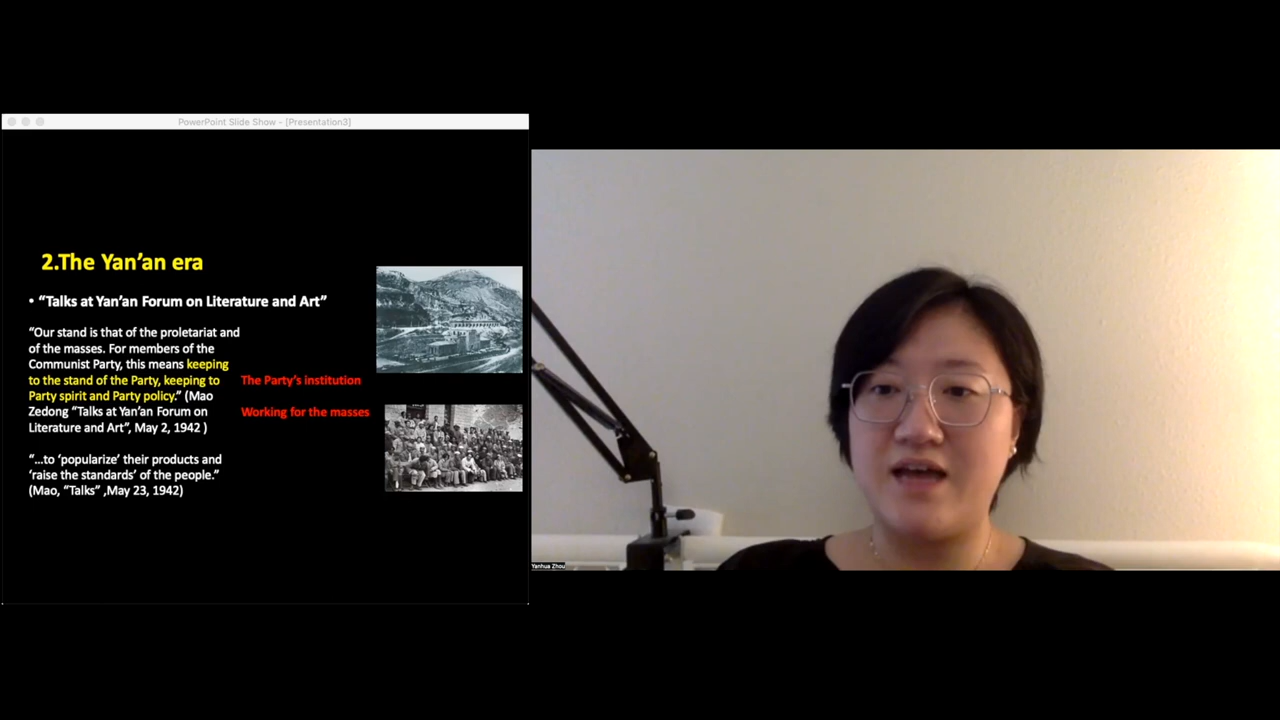 PowerPoint Slide Show - [Presentation3]
2.The Yan’an era
• “Talks at Yan’an Forum on Literature and Art”
“Our stand is that of the proletariat and
of the masses. For members of the
Communist Party, this means keeping
to the stand of the Party, keeping to
Party spirit and Party policy.” (Mao
Zedong “Talks at Yan’an Forum on
Literature and Art”, May 2, 1942 )
“…to ‘popularize’ their products and
‘raise the standards’ of the people.”
(Mao, “Talks” ,May 23, 1942)
The Party’s institution
Working for the masses
Yanhua Zhou